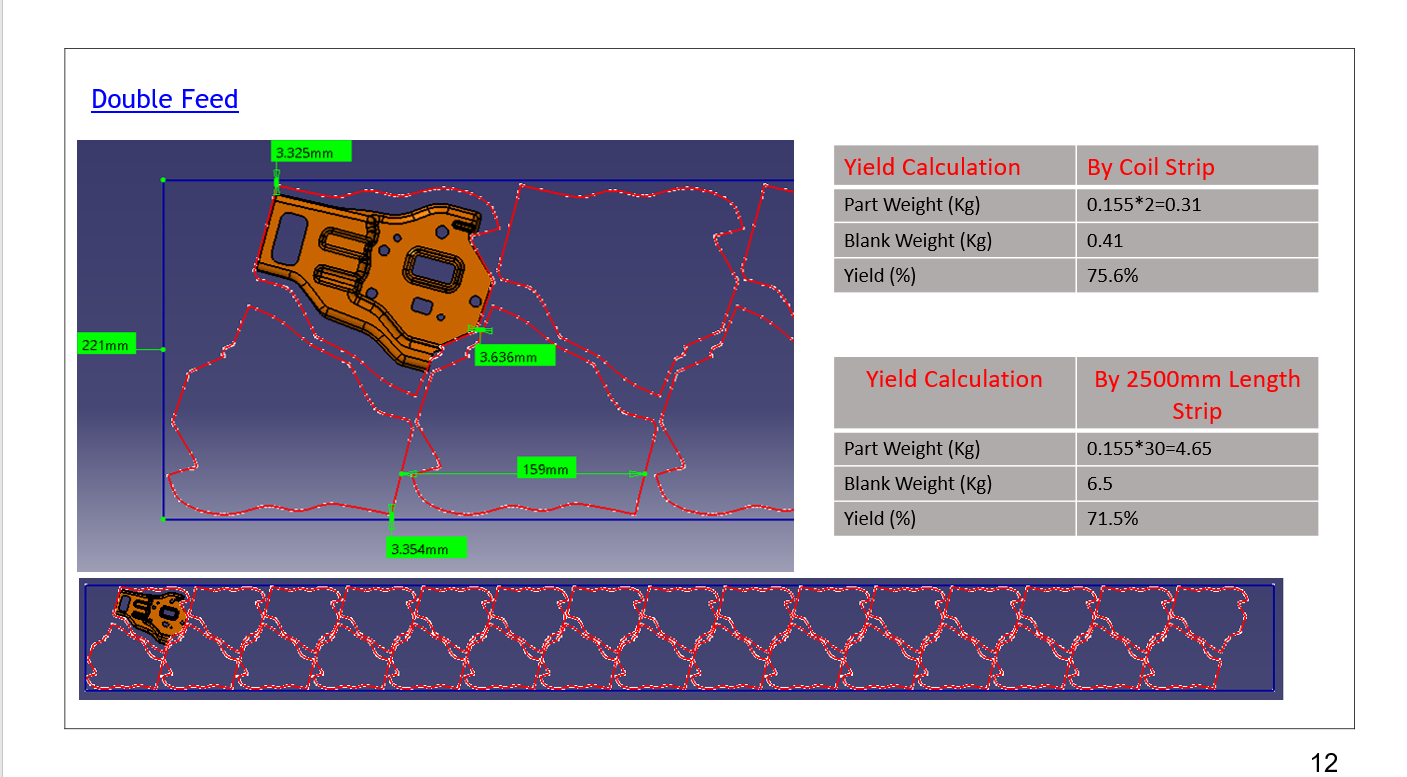 Double Feed
3.325mm
221mm
3.636mm
159mm
3.354mm
Yield Calculation By Coil Strip
Part Weight (Kg) 0.155*2=0.31
Blank Weight (Kg) 0.41
Yield (%) 75.6%
Yield Calculation By 2500mm Length
Strip
Part Weight (Kg) 0.155*30=4.65
Blank Weight (Kg) 6.5
Yield (%) 71.5%
12